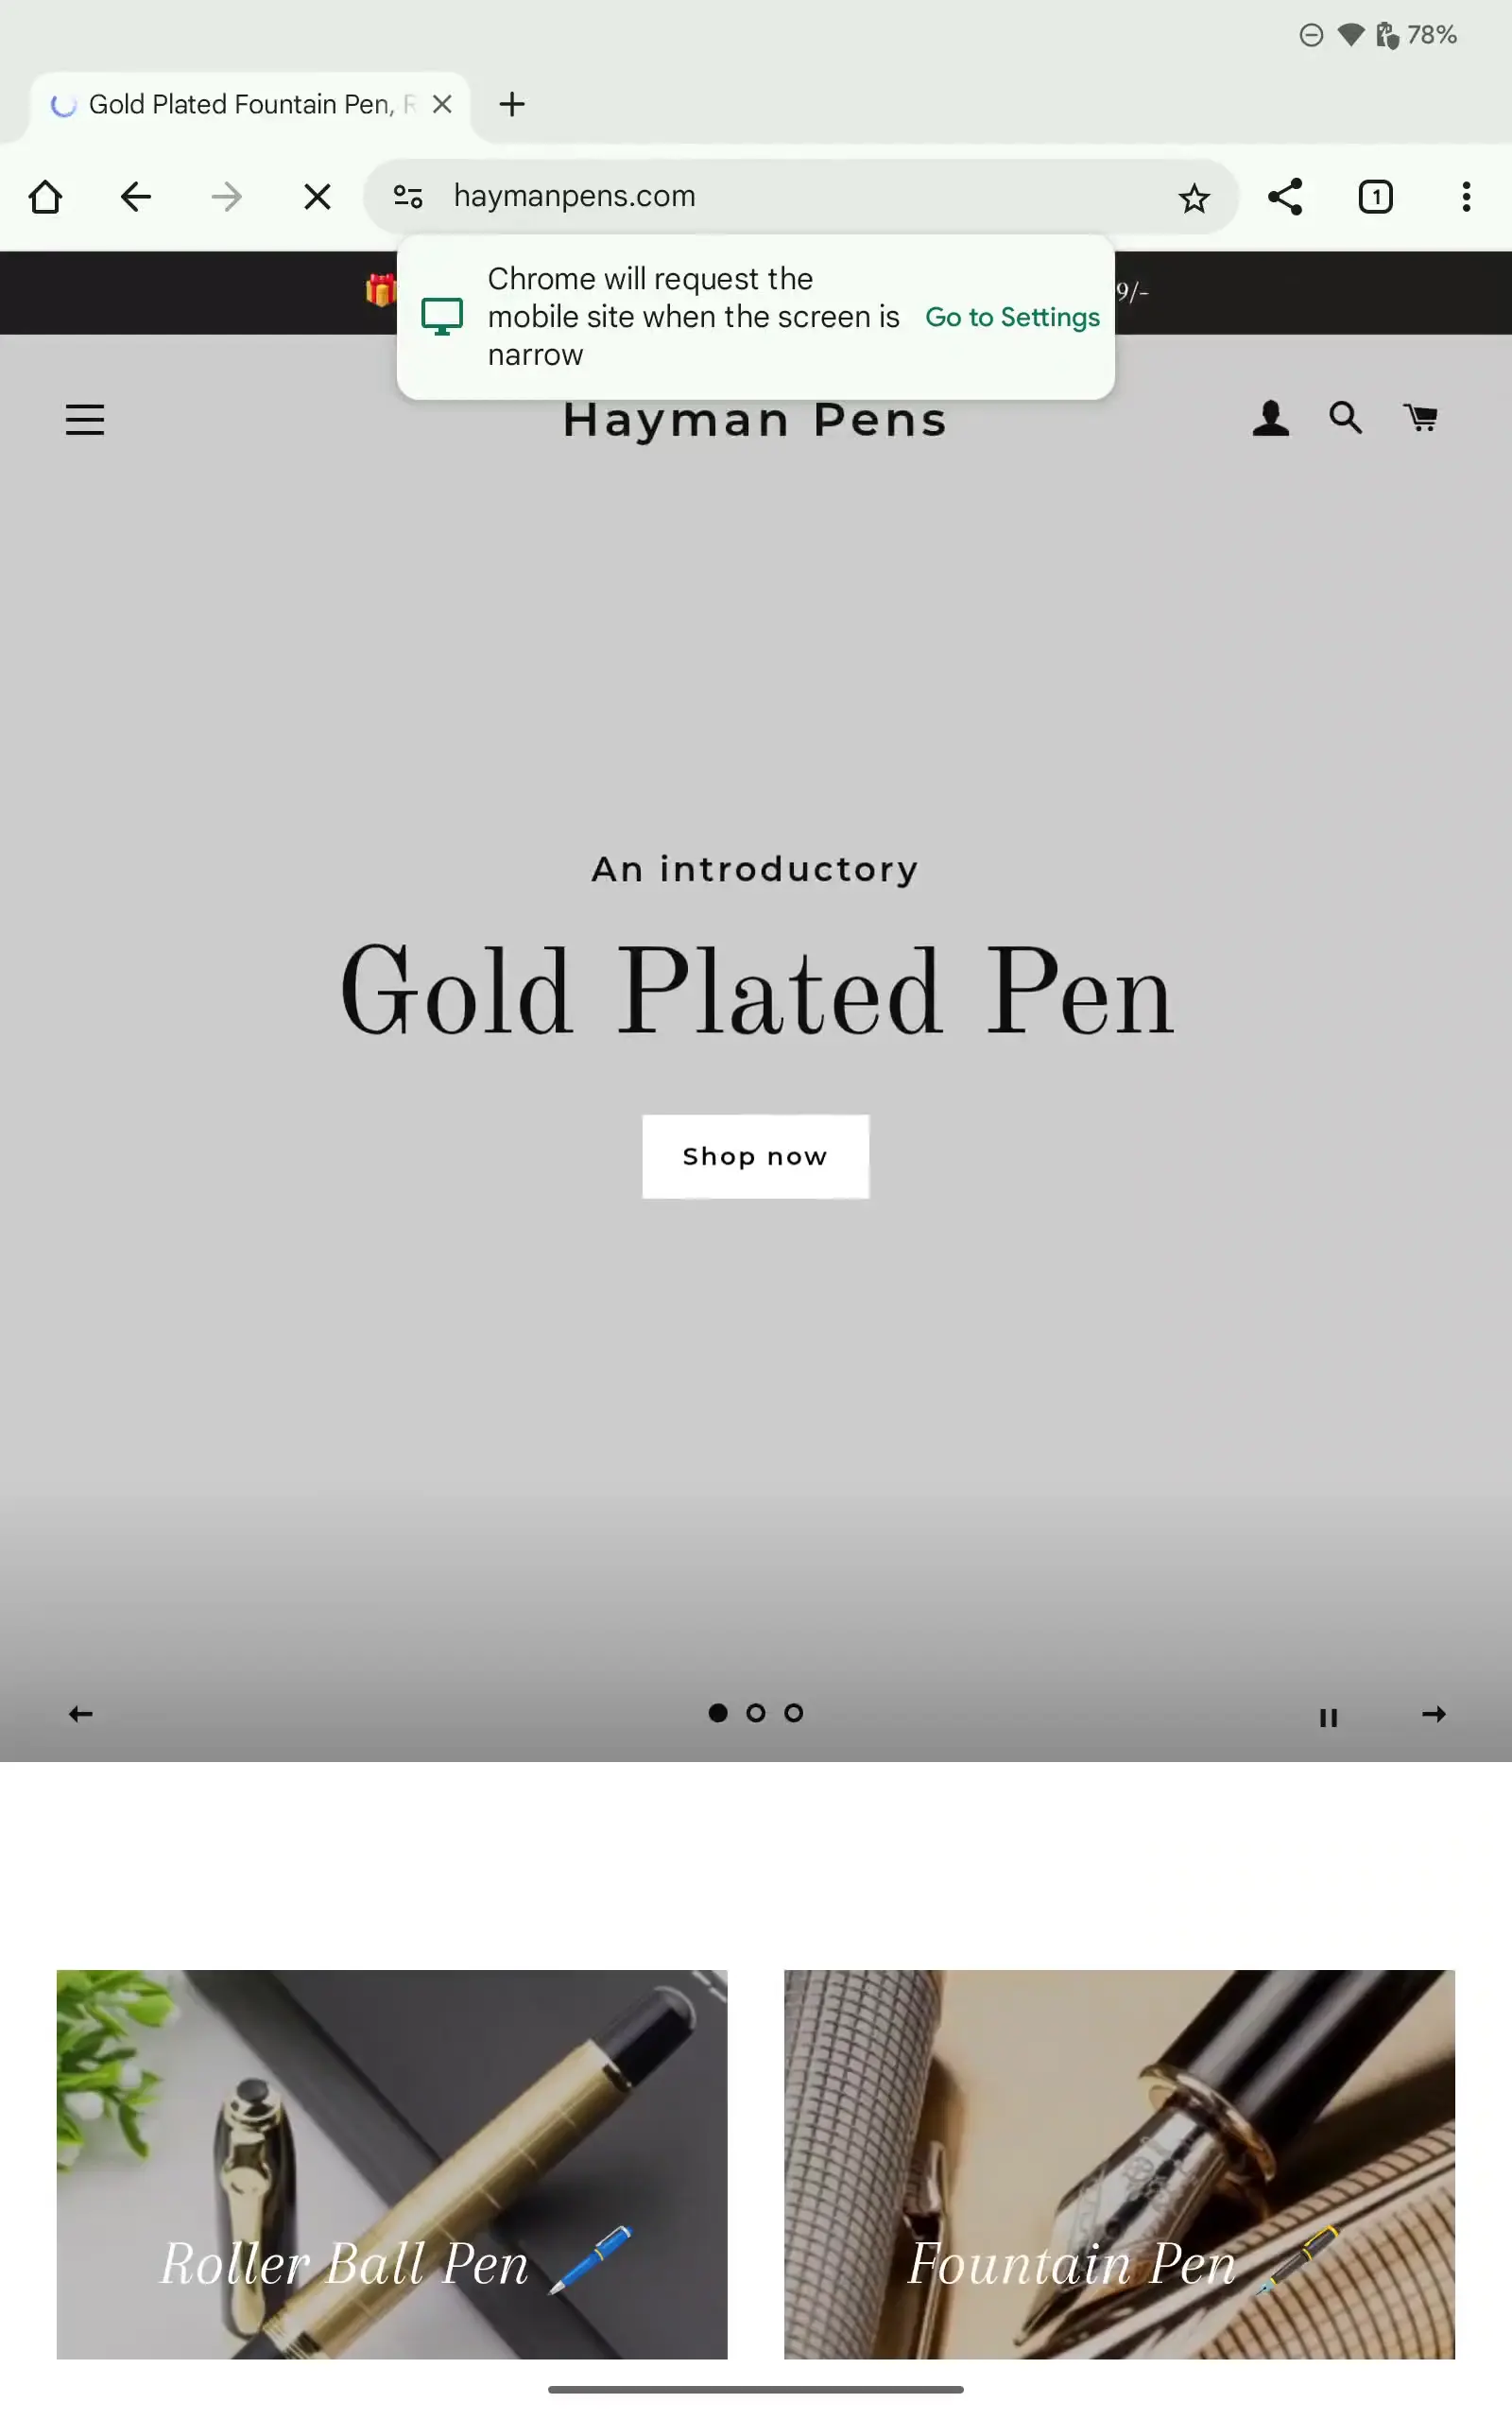 78%
Gold Plated Fountain Pen,
haymanpens.com
1
Chrome will request the
mobile site when the screen is
narrow
Go to Settings
9/-
Hayman Pens
An introductory
Gold Plated Pen
Shop now
Roller Ball Pen
Fountain Pen